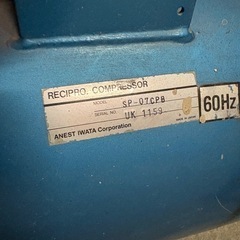 RECIPRO. COMPRESSOR
MODEL SP-07CPB
SERIAL NO. UK 1159
ANEST IWATA Corporation
60Hz